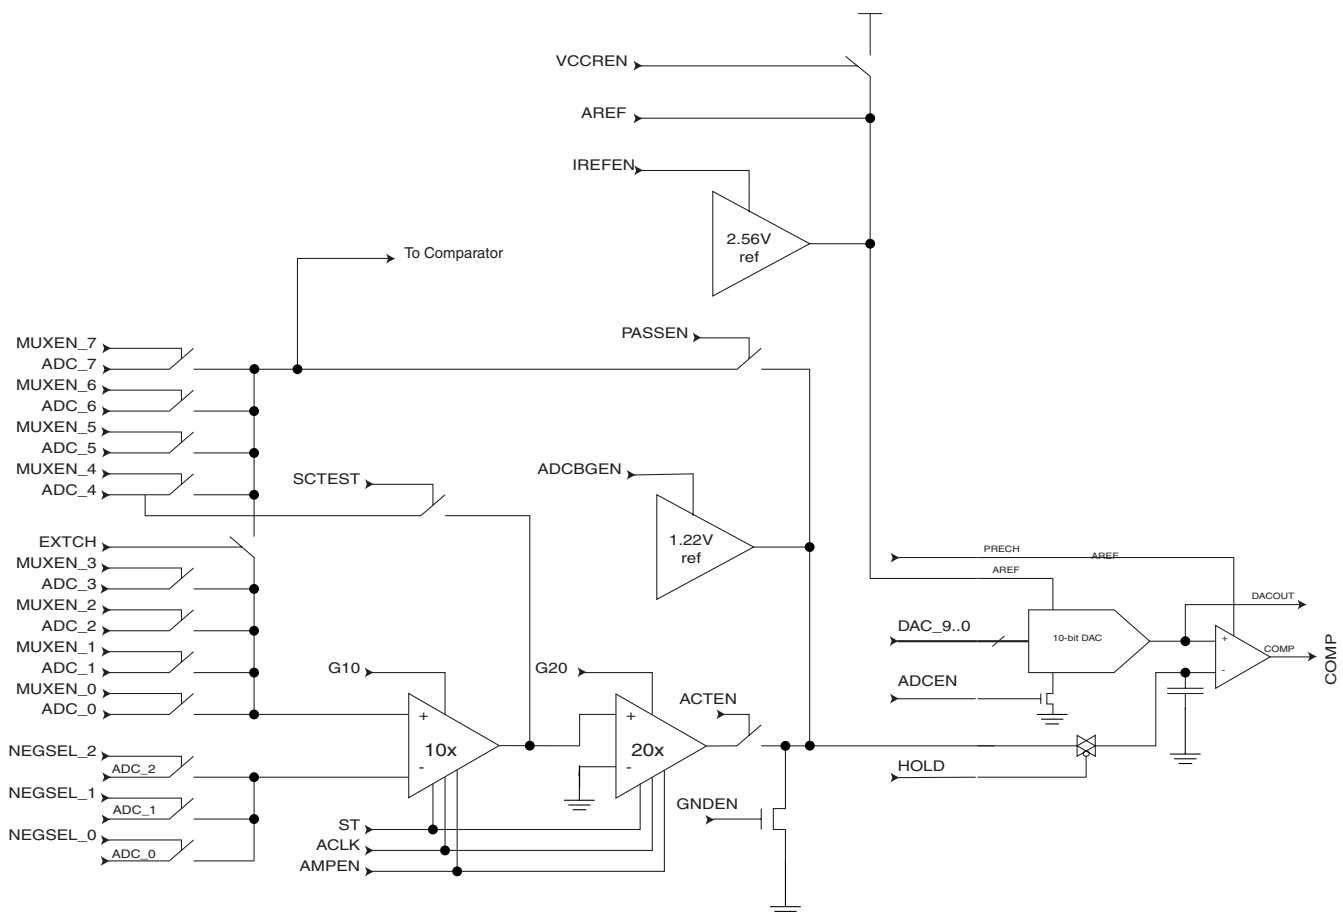 VCCREN
AREF
IREFEN
2.56V
ref
To Comparator
PASSEN
MUXEN_7
ADC_7
MUXEN_6
ADC_6
MUXEN_5
ADC_5
MUXEN_4
ADC_4
SCTEST
ADCBGEN
1.22V
ref
EXTCH
MUXEN_3
ADC_3
MUXEN_2
ADC_2
MUXEN_1
ADC_1
MUXEN_0
ADC_0
PRECH
AREF
AREF
DACOUT
DAC_9..0
10-bit DAC
+
-
COMP
COMP
ADCEN
G10
G20
ACTEN
+
10x
-
+
20x
-
HOLD
NEGSEL_2
ADC_2
NEGSEL_1
ADC_1
NEGSEL_0
ADC_0
GNDEN
ST
ACLK
AMPEN